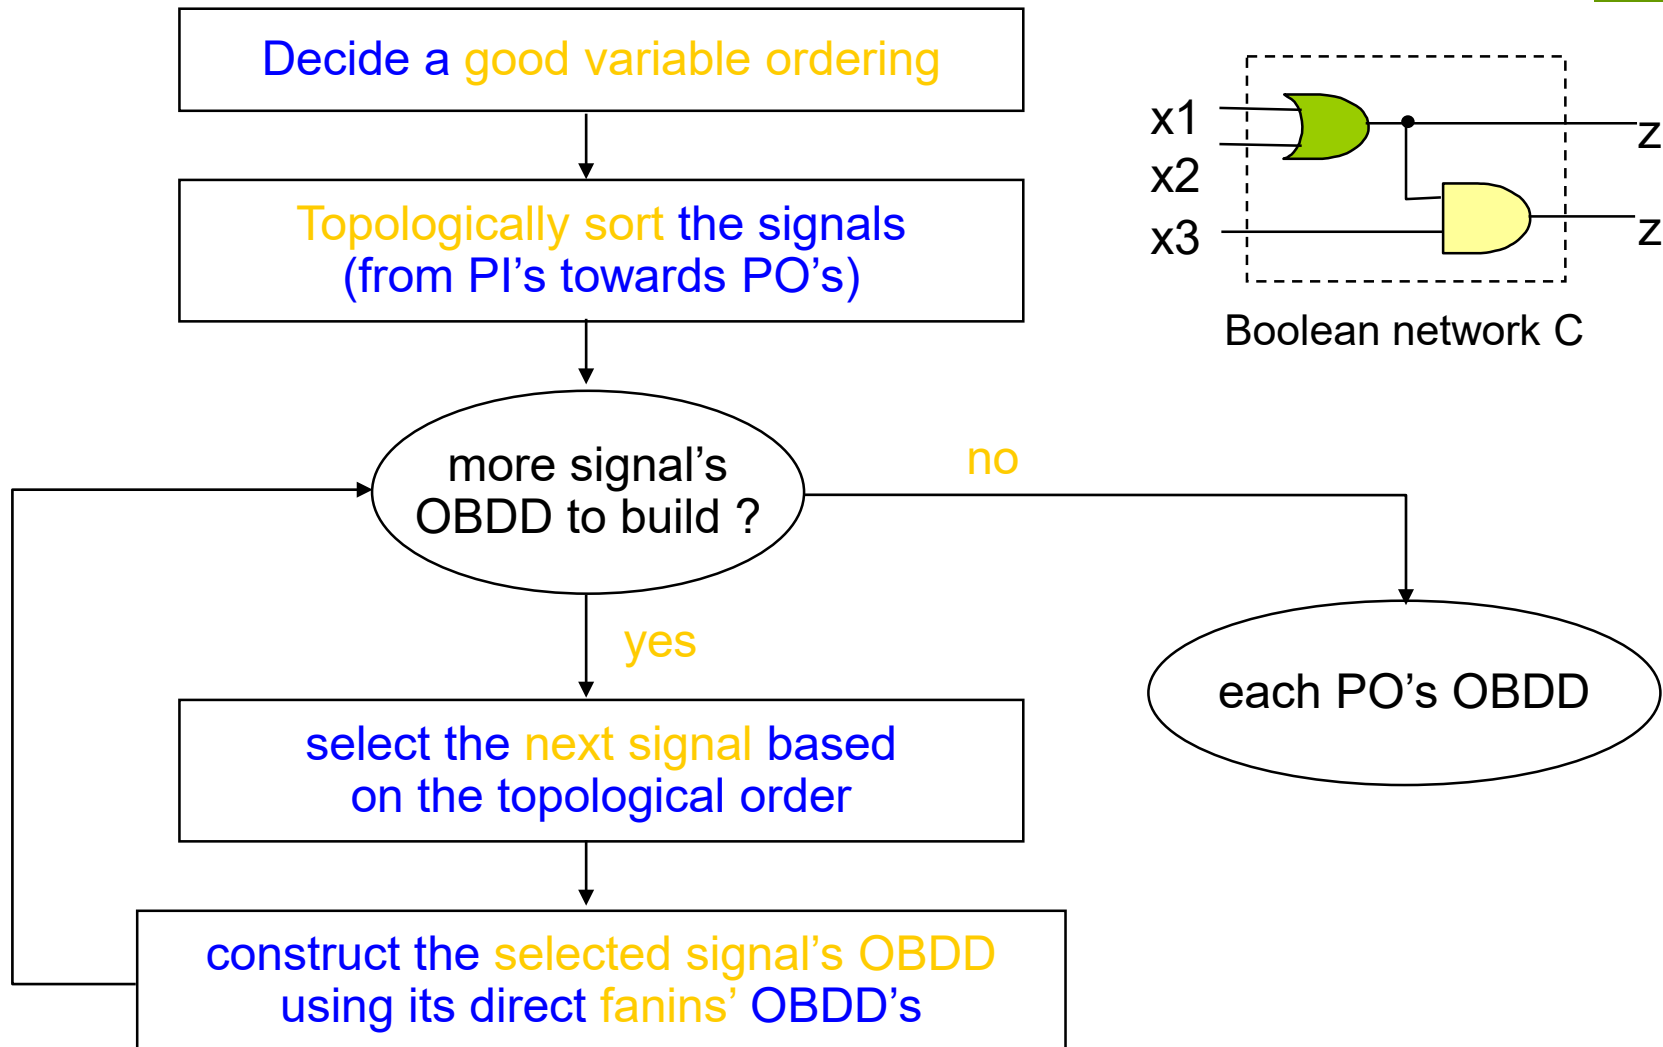 Decide a good variable ordering
Topologically sort the signals
(from PI's towards PO's)
more signal's
OBDD to build ?
no
yes
select the next signal based
on the topological order
construct the selected signal's OBDD
using its direct fanins' OBDD's
each PO's OBDD
x1
x2
x3
z
z
Boolean network C